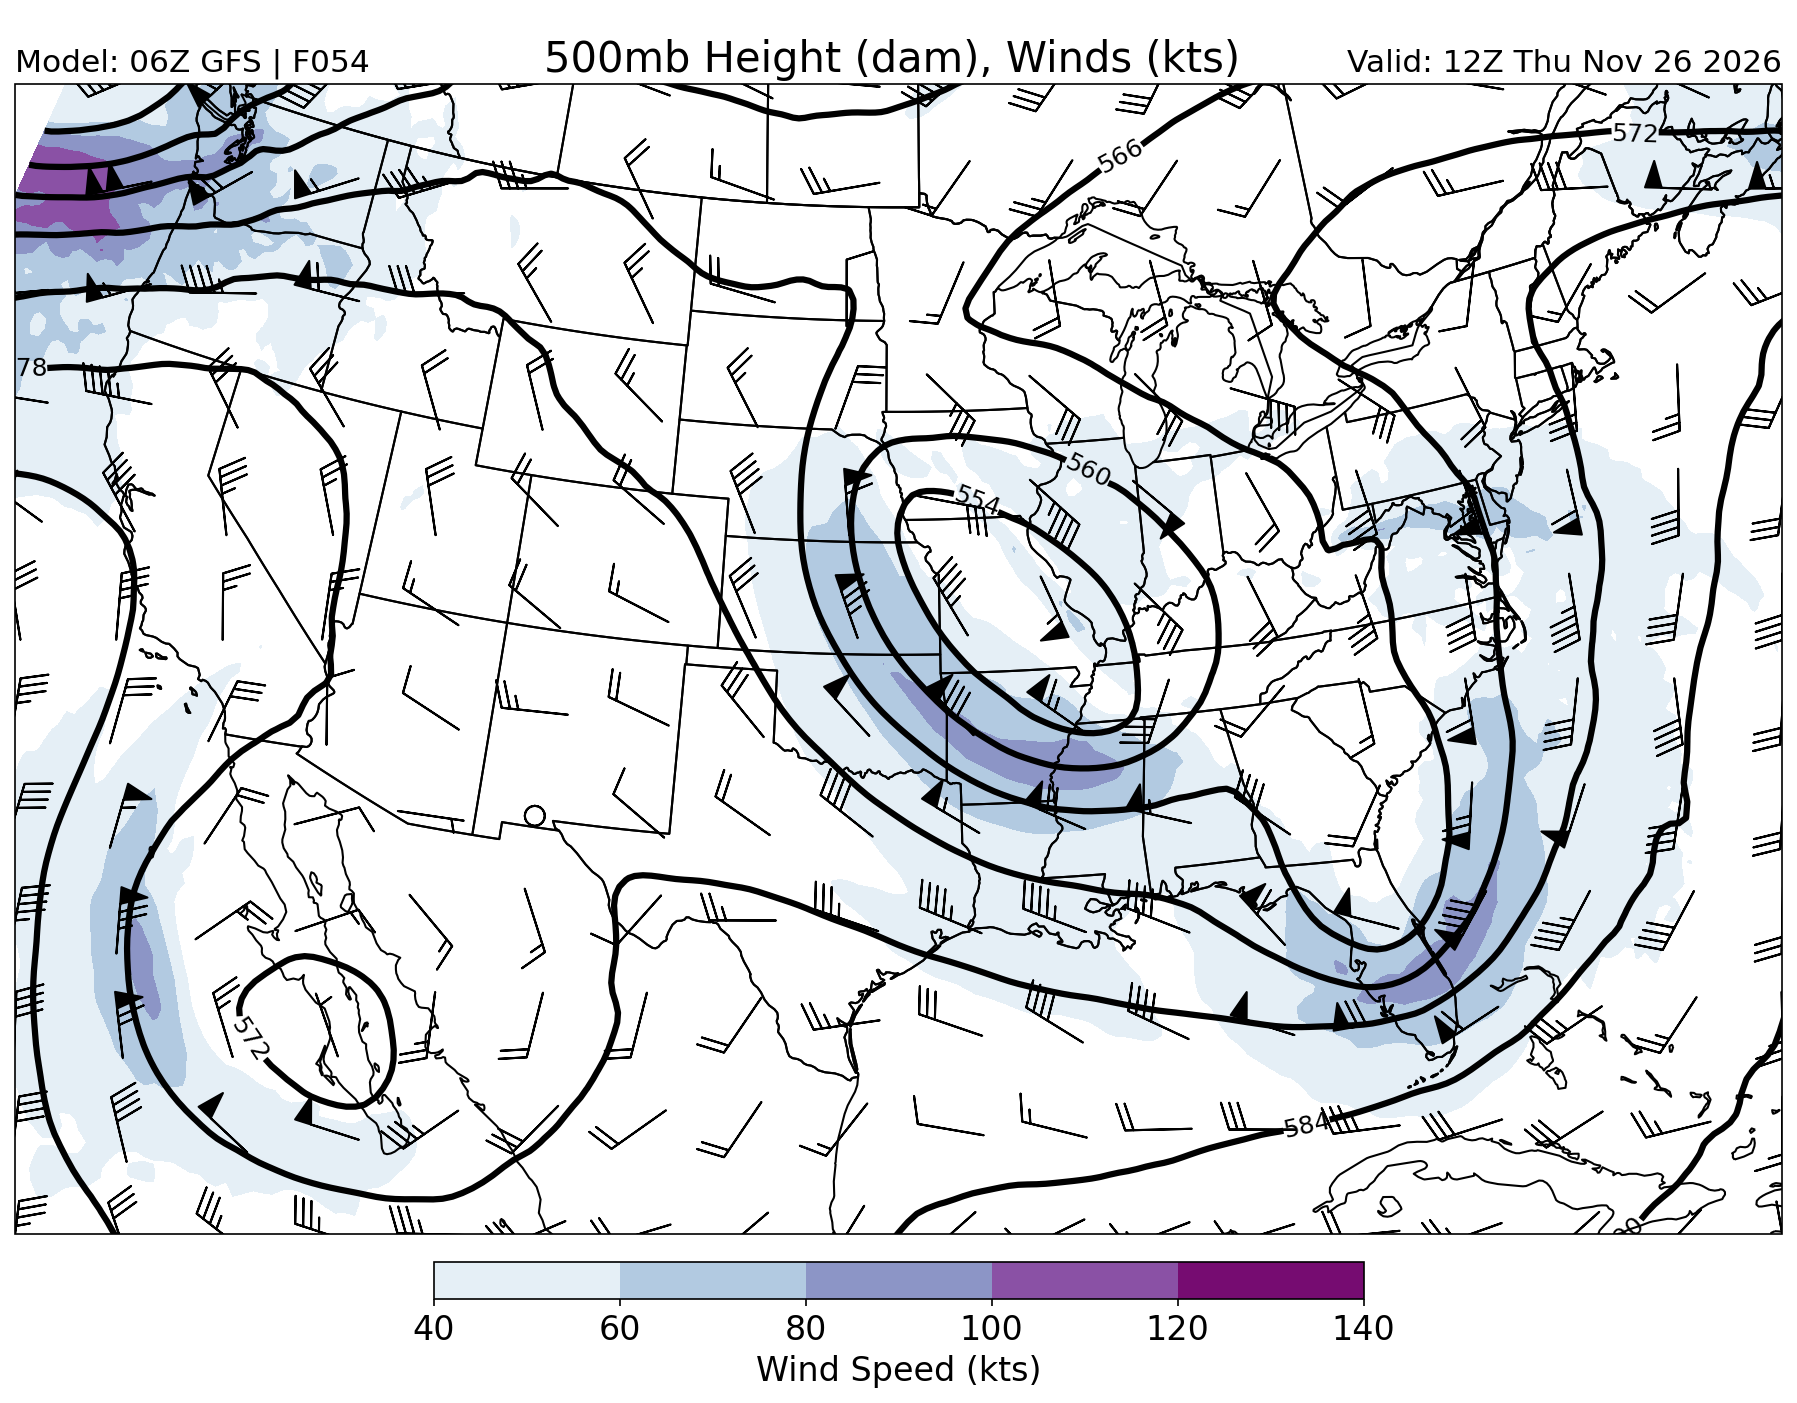 Model: 06Z GFS | F054
500mb Height (dam), Winds (kts)
Valid: 12Z Thu Nov 26 2026
572
566
78
560
554
572
584
40 60 80 100 120 140
Wind Speed (kts)